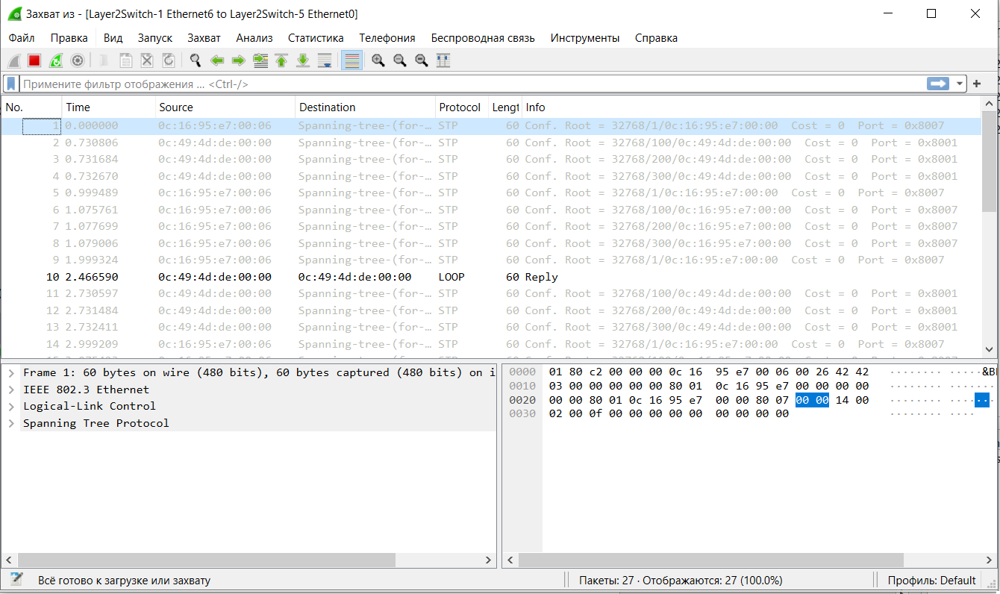 Захват из - [Layer2Switch-1 Ethernet6 to Layer2Switch-5 Ethernet0]
Файл Правка Вид Запуск Захват Анализ Статистика Телефония Беспроводная связь Инструменты Справка
Примените фильтр отображения ... <Ctrl-/>
No. Time Source Destination Protocol Lengt Info
1 0.000000 0c:16:95:e7:00:06 Spanning-tree-(for-… STP 60 Conf. Root = 32768/1/0c:16:95:e7:00:00 Cost = 0 Port = 0x8007
2 0.730806 0c:49:4d:de:00:00 Spanning-tree-(for-… STP 60 Conf. Root = 32768/100/0c:49:4d:de:00:00 Cost = 0 Port = 0x8001
3 0.731684 0c:49:4d:de:00:00 Spanning-tree-(for-… STP 60 Conf. Root = 32768/200/0c:49:4d:de:00:00 Cost = 0 Port = 0x8001
4 0.732670 0c:49:4d:de:00:00 Spanning-tree-(for-… STP 60 Conf. Root = 32768/300/0c:49:4d:de:00:00 Cost = 0 Port = 0x8001
5 0.999489 0c:16:95:e7:00:06 Spanning-tree-(for-… STP 60 Conf. Root = 32768/1/0c:16:95:e7:00:00 Cost = 0 Port = 0x8007
6 1.075761 0c:16:95:e7:00:06 Spanning-tree-(for-… STP 60 Conf. Root = 32768/100/0c:16:95:e7:00:00 Cost = 0 Port = 0x8007
7 1.077699 0c:16:95:e7:00:06 Spanning-tree-(for-… STP 60 Conf. Root = 32768/200/0c:16:95:e7:00:00 Cost = 0 Port = 0x8007
8 1.079006 0c:16:95:e7:00:06 Spanning-tree-(for-… STP 60 Conf. Root = 32768/300/0c:16:95:e7:00:00 Cost = 0 Port = 0x8007
9 1.999324 0c:16:95:e7:00:06 Spanning-tree-(for-… STP 60 Conf. Root = 32768/1/0c:16:95:e7:00:00 Cost = 0 Port = 0x8007
10 2.466590 0c:49:4d:de:00:00 0c:49:4d:de:00:00 LOOP 60 Reply
11 2.730597 0c:49:4d:de:00:00 Spanning-tree-(for-… STP 60 Conf. Root = 32768/100/0c:49:4d:de:00:00 Cost = 0 Port = 0x8001
12 2.731484 0c:49:4d:de:00:00 Spanning-tree-(for-… STP 60 Conf. Root = 32768/200/0c:49:4d:de:00:00 Cost = 0 Port = 0x8001
13 2.732411 0c:49:4d:de:00:00 Spanning-tree-(for-… STP 60 Conf. Root = 32768/300/0c:49:4d:de:00:00 Cost = 0 Port = 0x8001
14 2.999209 0c:16:95:e7:00:06 Spanning-tree-(for-… STP 60 Conf. Root = 32768/1/0c:16:95:e7:00:00 Cost = 0 Port = 0x8007
Frame 1: 60 bytes on wire (480 bits), 60 bytes captured (480 bits) on i
IEEE 802.3 Ethernet
Logical-Link Control
Spanning Tree Protocol
0000 01 80 c2 00 00 00 0c 16 95 e7 00 06 00 26 42 42 ········ ·····&B
0010 03 00 00 00 00 00 80 01 0c 16 95 e7 00 00 00 00 ········ ·······
0020 00 00 80 01 0c 16 95 e7 00 00 80 07 00 00 14 00 ········ ······
0030 02 00 0f 00 00 00 00 00 00 00 00 00 ········ ····
Всё готово к загрузке или захвату
Пакеты: 27 · Отображаются: 27 (100.0%)
Профиль: Default